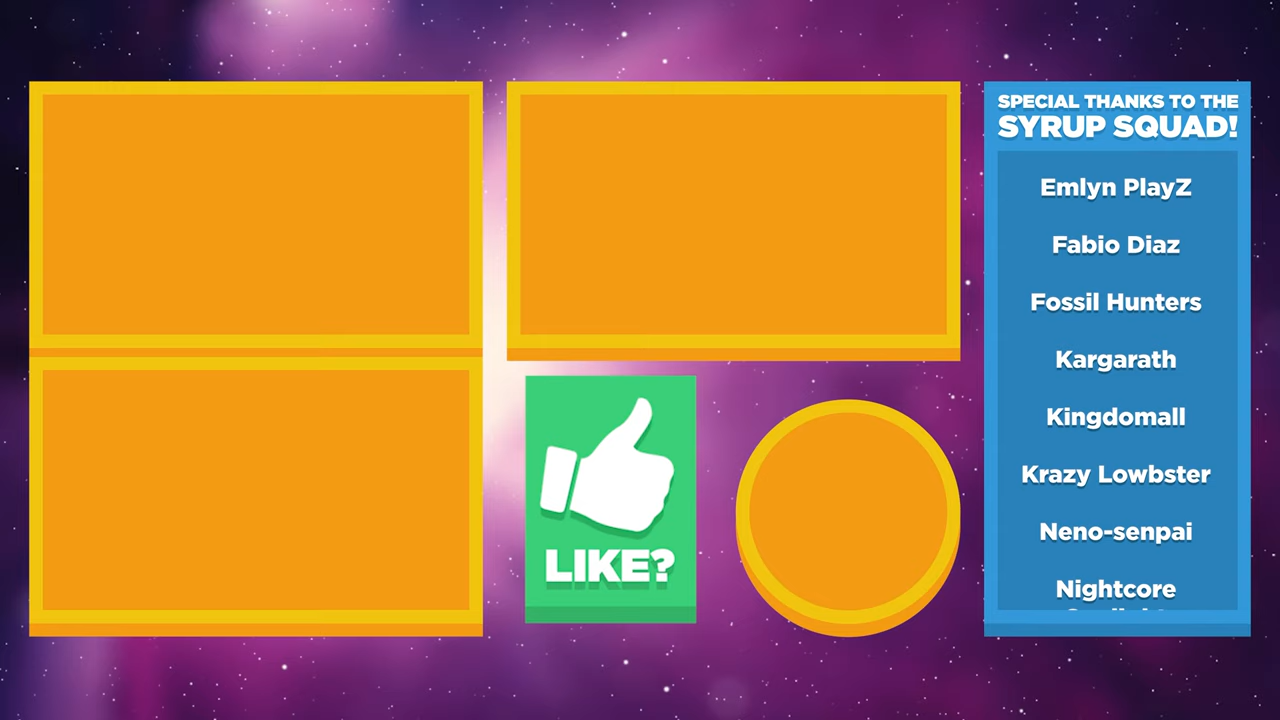 SPECIAL THANKS TO THE
SYRUP SQUAD!
Emlyn PlayZ
Fabio Diaz
Fossil Hunters
Kargarath
Kingdomall
Krazy Lowbster
Neno-senpai
Nightcore
LIKE?